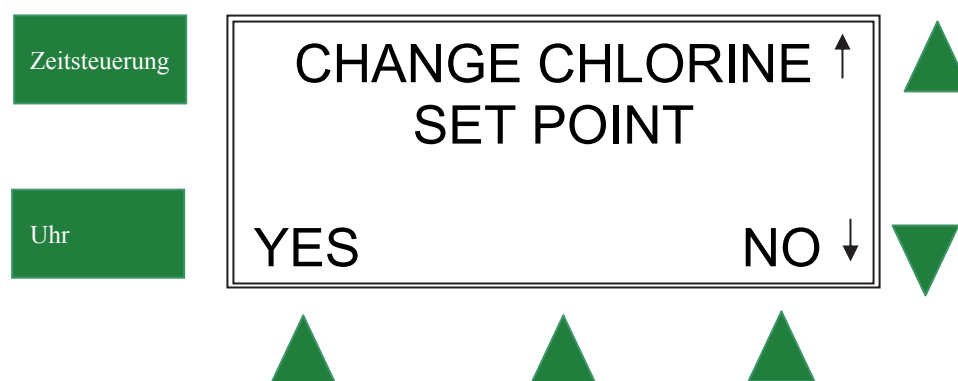 Zeitsteuerung
CHANGE CHLORINE ↑
SET POINT
Uhr
YES NO ↓